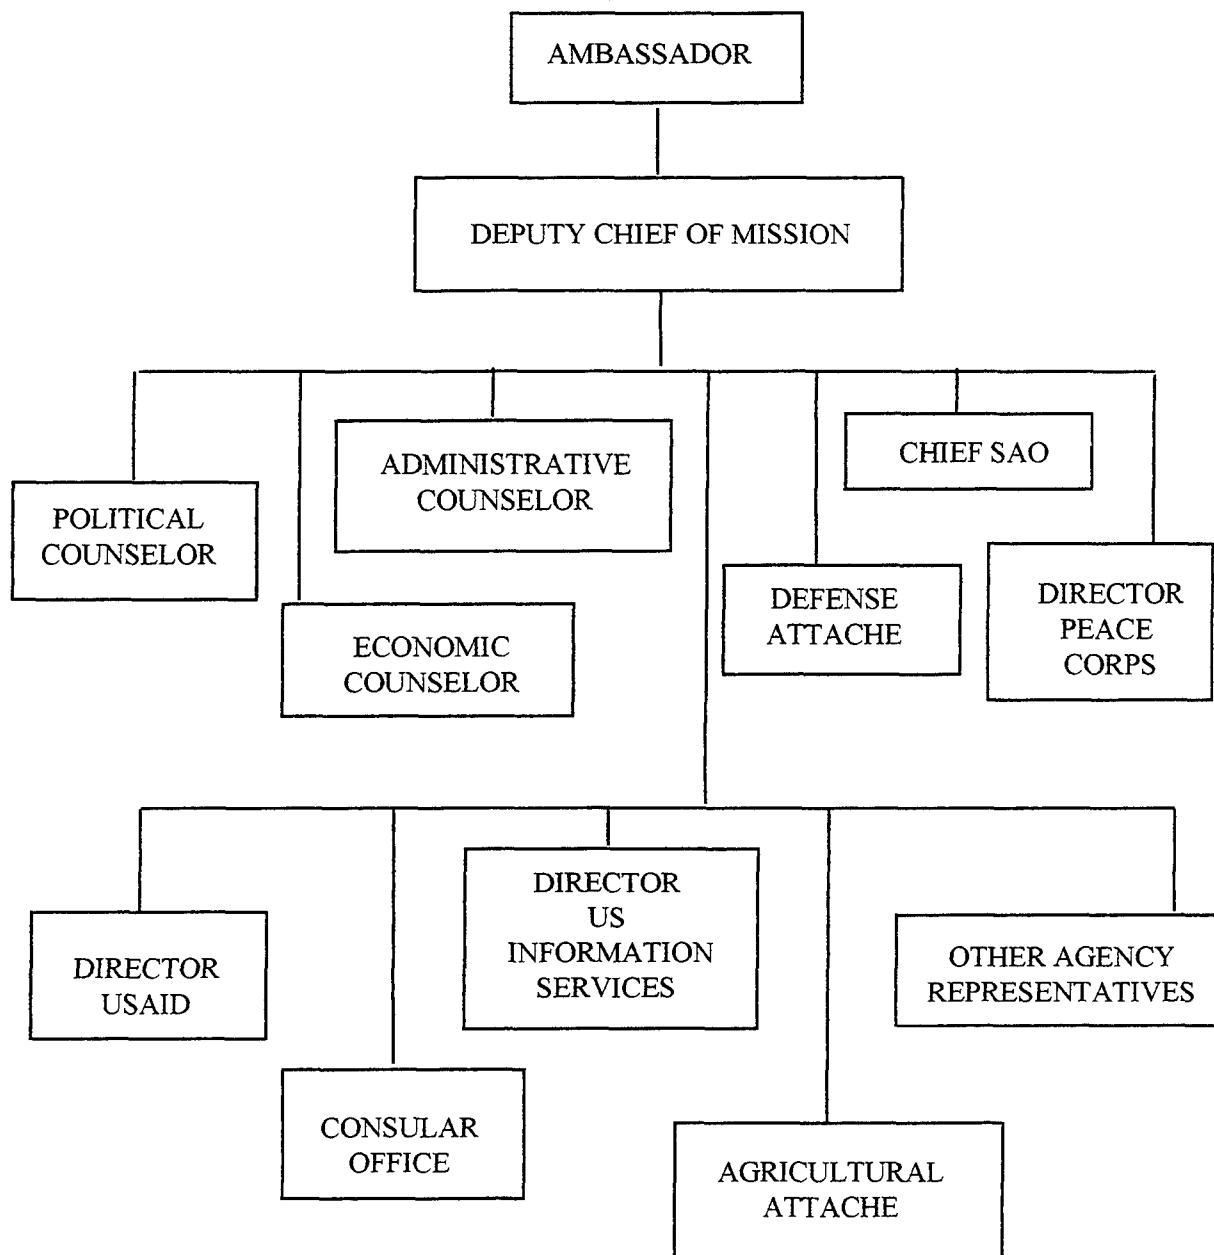 AMBASSADOR
DEPUTY CHIEF OF MISSION
POLITICAL
COUNSELOR
ECONOMIC
COUNSELOR
ADMINISTRATIVE
COUNSELOR
DEFENSE
ATTACHE
CHIEF SAO
DIRECTOR
PEACE
CORPS
DIRECTOR
USAID
CONSULAR
OFFICE
DIRECTOR
US
INFORMATION
SERVICES
AGRICULTURAL
ATTACHE
OTHER AGENCY
REPRESENTATIVES